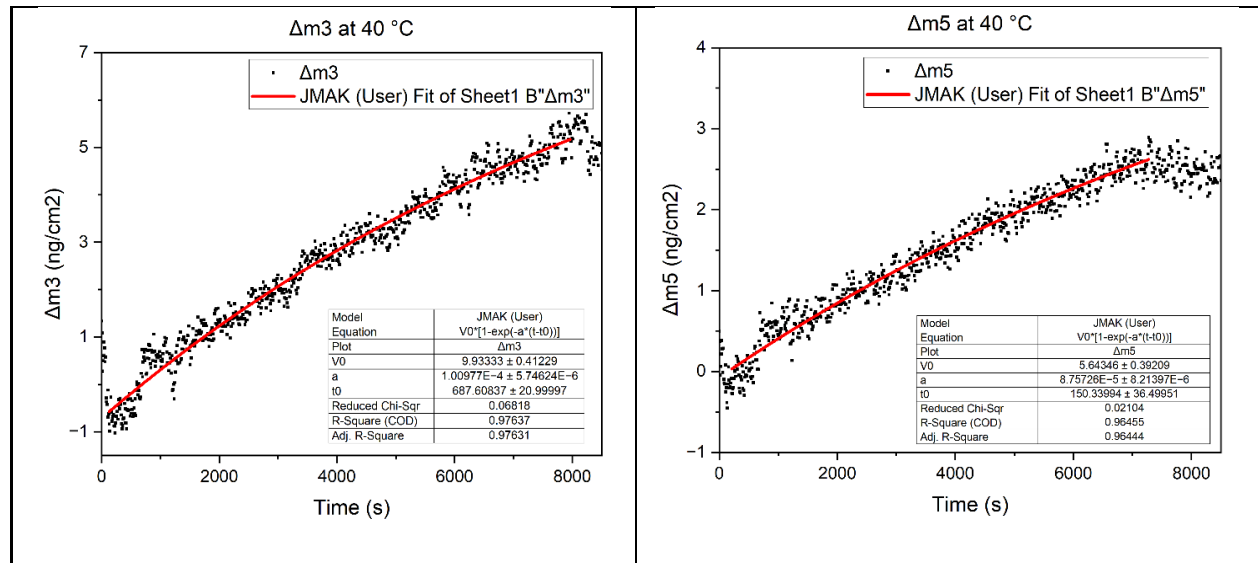 Δm3 at 40 °C
Δm3
JMAK (User) Fit of Sheet1 B"Δm3"
7
5
3
1
−1
Δm3 (ng/cm2)
Model JMAK (User)
Equation V0*[1-exp(-a*(t-t0))]
Plot Δm3
V0 9.93333 ± 0.41229
a 1.00977E−4 ± 5.74624E−6
t0 687.60837 ± 20.99997
Reduced Chi-Sqr 0.06818
R-Square (COD) 0.97637
Adj. R-Square 0.97631
0 2000 4000 6000 8000
Time (s)
Δm5 at 40 °C
Δm5
JMAK (User) Fit of Sheet1 B"Δm5"
4
3
2
1
0
−1
Δm5 (ng/cm2)
Model JMAK (User)
Equation V0*[1-exp(-a*(t-t0))]
Plot Δm5
V0 5.64346 ± 0.39209
a 8.75726E−5 ± 8.21397E−6
t0 150.33994 ± 36.49951
Reduced Chi-Sqr 0.02104
R-Square (COD) 0.96455
Adj. R-Square 0.96444
0 2000 4000 6000 8000
Time (s)